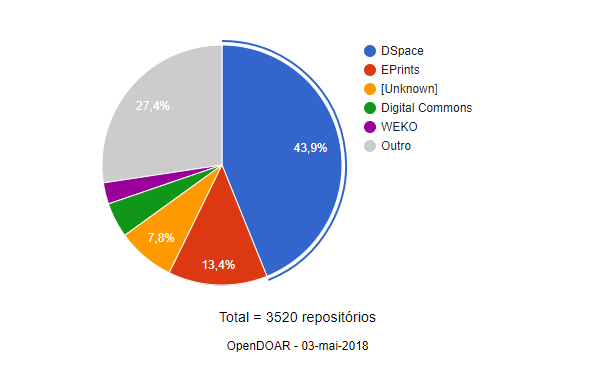 27,4%
43,9%
7,8%
13,4%
DSpace
EPrints
[Unknown]
Digital Commons
WEKO
Outro
Total = 3520 repositórios
OpenDOAR - 03-mai-2018